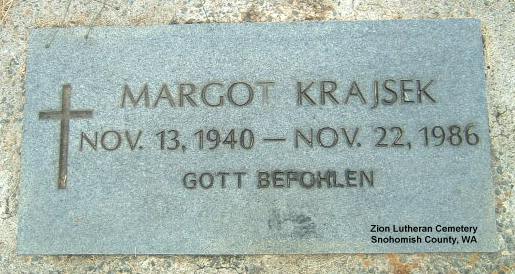 MARGOT KRAJSEK
NOV. 13, 1940 — NOV. 22, 1986
GOTT BEFOHLEN
Zion Lutheran Cemetery
Snohomish County, WA